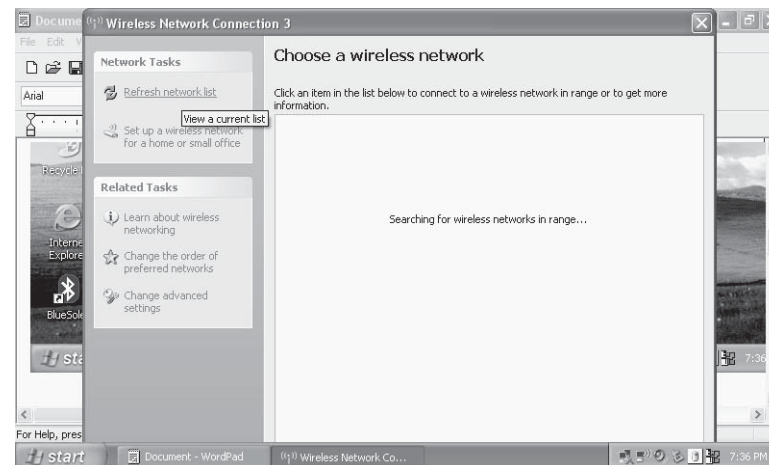 Docume
Wireless Network Connection 3
File Edit V
Network Tasks
Refresh network list
View a current list
Set up a wireless network
for a home or small office
Related Tasks
Learn about wireless
networking
Change the order of
preferred networks
Change advanced
settings
Choose a wireless network
Click an item in the list below to connect to a wireless network in range or to get more
information.
Searching for wireless networks in range...
Arial
Recycle
Interne
Explore
BlueSole
sta
7:36
For Help, pres
start
Document - WordPad
Wireless Network Co...
7:36 PM